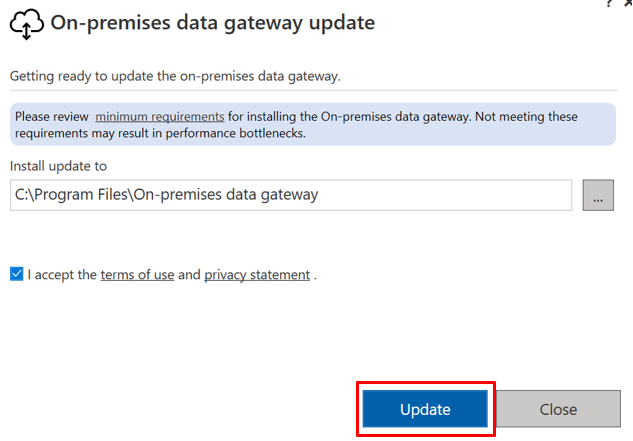 ? ×
On-premises data gateway update
Getting ready to update the on-premises data gateway.
Please review minimum requirements for installing the On-premises data gateway. Not meeting these
requirements may result in performance bottlenecks.
Install update to
C:\Program Files\On-premises data gateway
...
I accept the terms of use and privacy statement .
Update Close